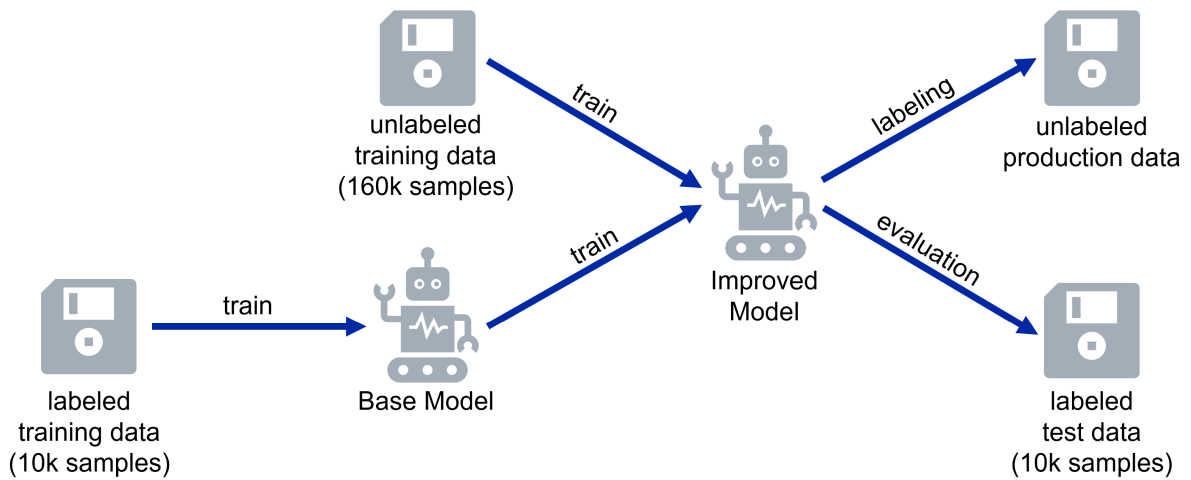 unlabeled
training data
(160k samples)
train
labeling
unlabeled
production data
train
Improved
Model
evaluation
train
labeled
training data
(10k samples)
Base Model
labeled
test data
(10k samples)